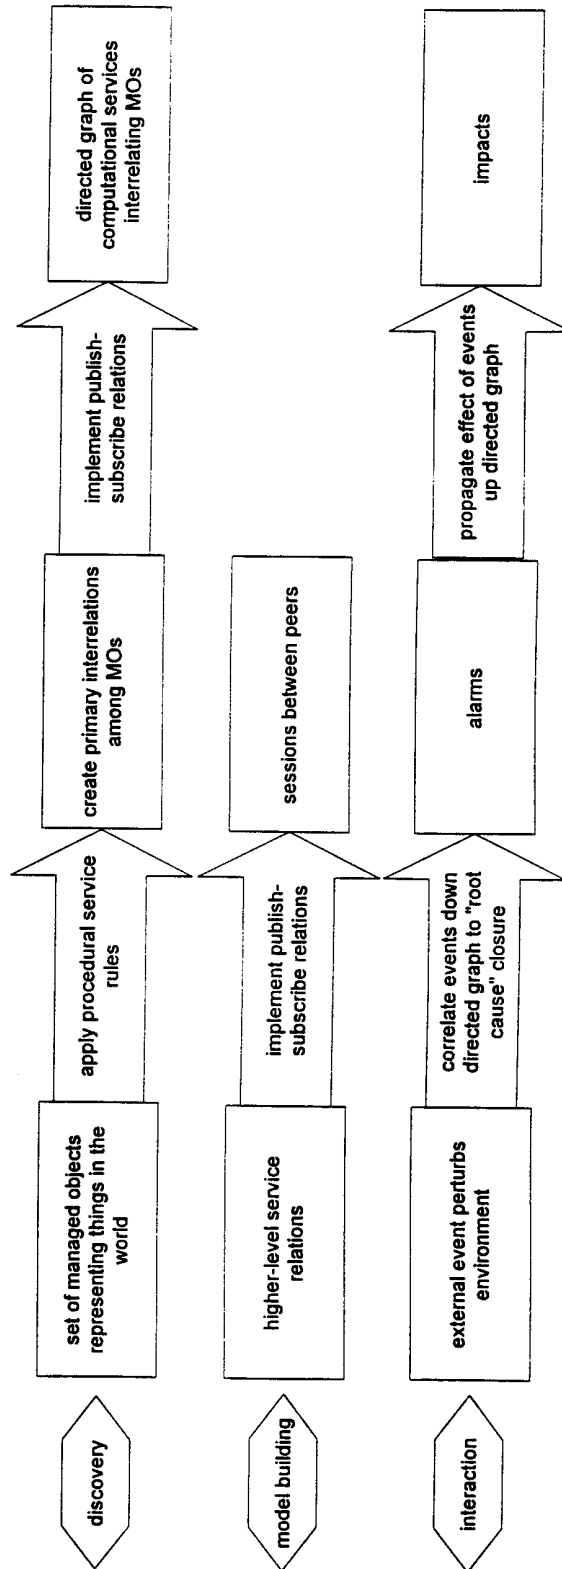 discovery
set of managed objects
representing things in the
world
apply procedural service
rules
create primary interrelations
among MOs
implement publish-
subscribe relations
directed graph of
computational services
interrelating MOs
model building
higher-level service
relations
implement publish-
subscribe relations
sessions between peers
interaction
external event perturbs
environment
correlate events down
directed graph to "root
cause" closure
alarms
propagate effect of events
up directed graph
impacts